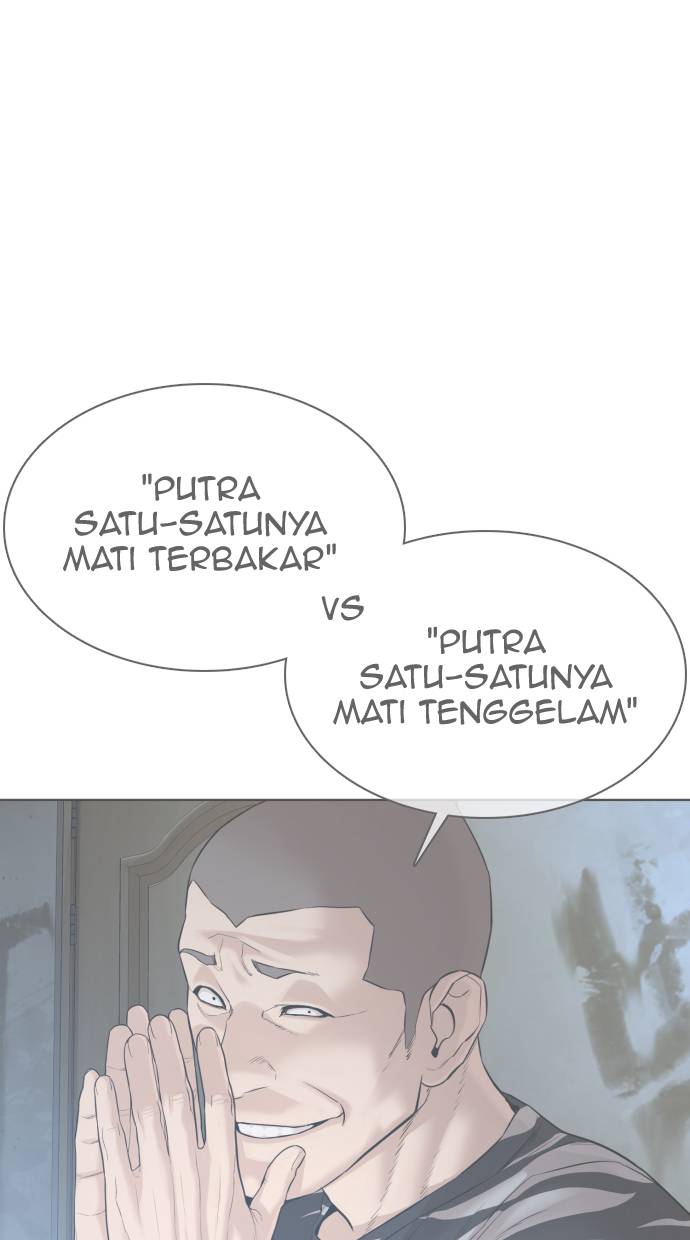 "PUTRA
SATU-SATUNYA
MATI TERBAKAR"
VS
"PUTRA
SATU-SATUNYA
MATI TENGGELAM"